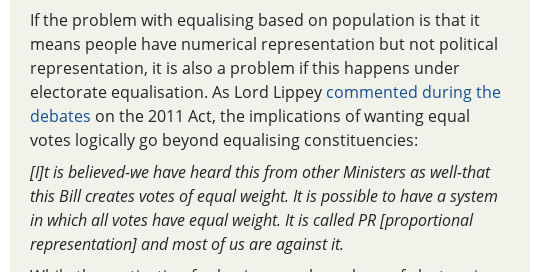 If the problem with equalising based on population is that it
means people have numerical representation but not political
representation, it is also a problem if this happens under
electorate equalisation. As Lord Lippey commented during the
debates on the 2011 Act, the implications of wanting equal
votes logically go beyond equalising constituencies:
[I]t is believed-we have heard this from other Ministers as well-that
this Bill creates votes of equal weight. It is possible to have a system
in which all votes have equal weight. It is called PR [proportional
representation] and most of us are against it.